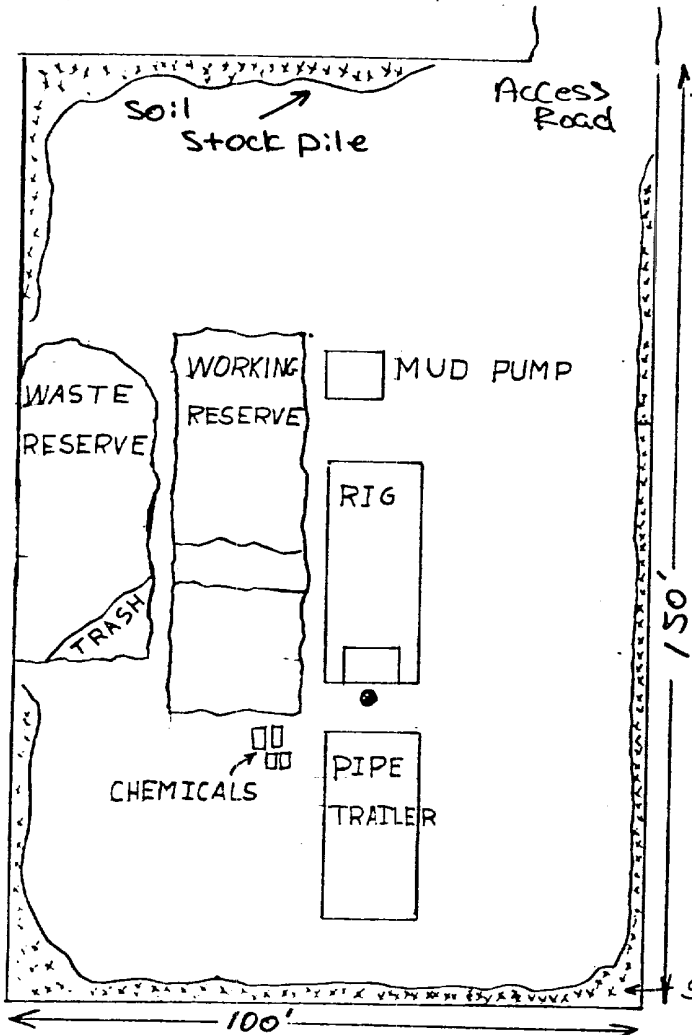 Soil
Stock pile
Access
Road
WASTE
RESERVE
WORKING
RESERVE
MUD PUMP
RIG
TRASH
CHEMICALS
PIPE
TRAILER
150'
100'